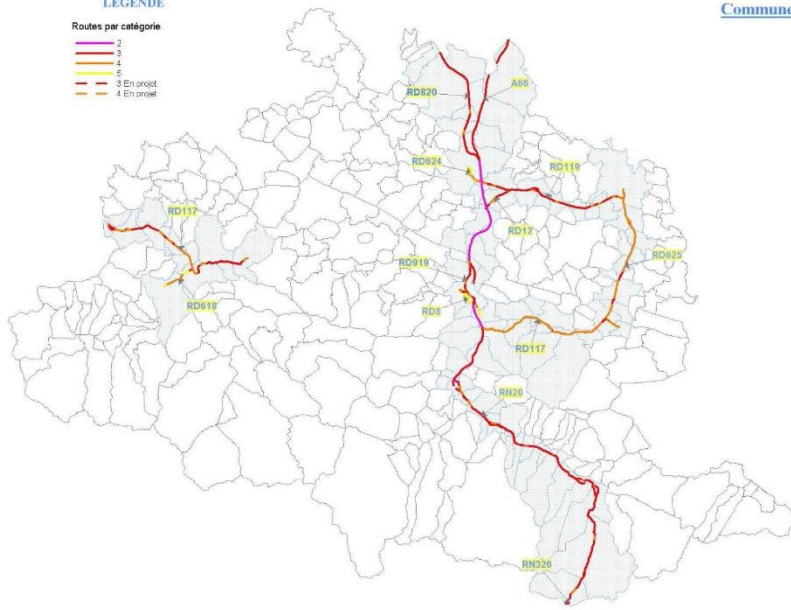 LEGENDE
Commune
Routes par catégorie
2
3
4
5
3 En projet
4 En projet
RD820
A66
RD624
RD119
RD117
RD12
RD919
RD625
RD618
RD8
RD117
RN20
RN320